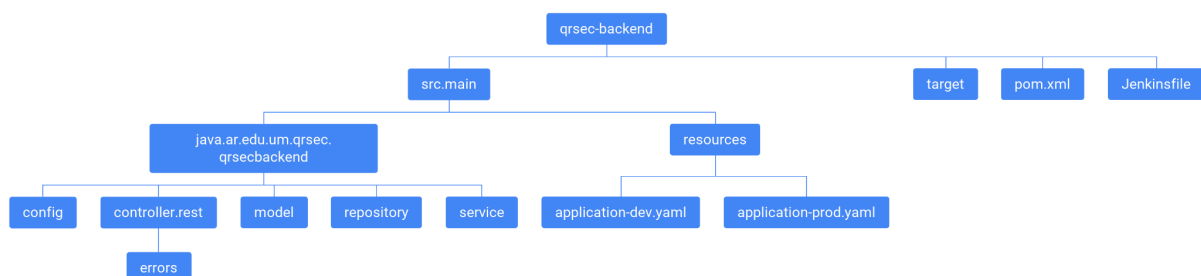 qrsec-backend
src.main
target
pom.xml
Jenkinsfile
java.ar.edu.um.qrsec.
qrsecbackend
resources
config
controller.rest
model
repository
service
application-dev.yaml
application-prod.yaml
errors